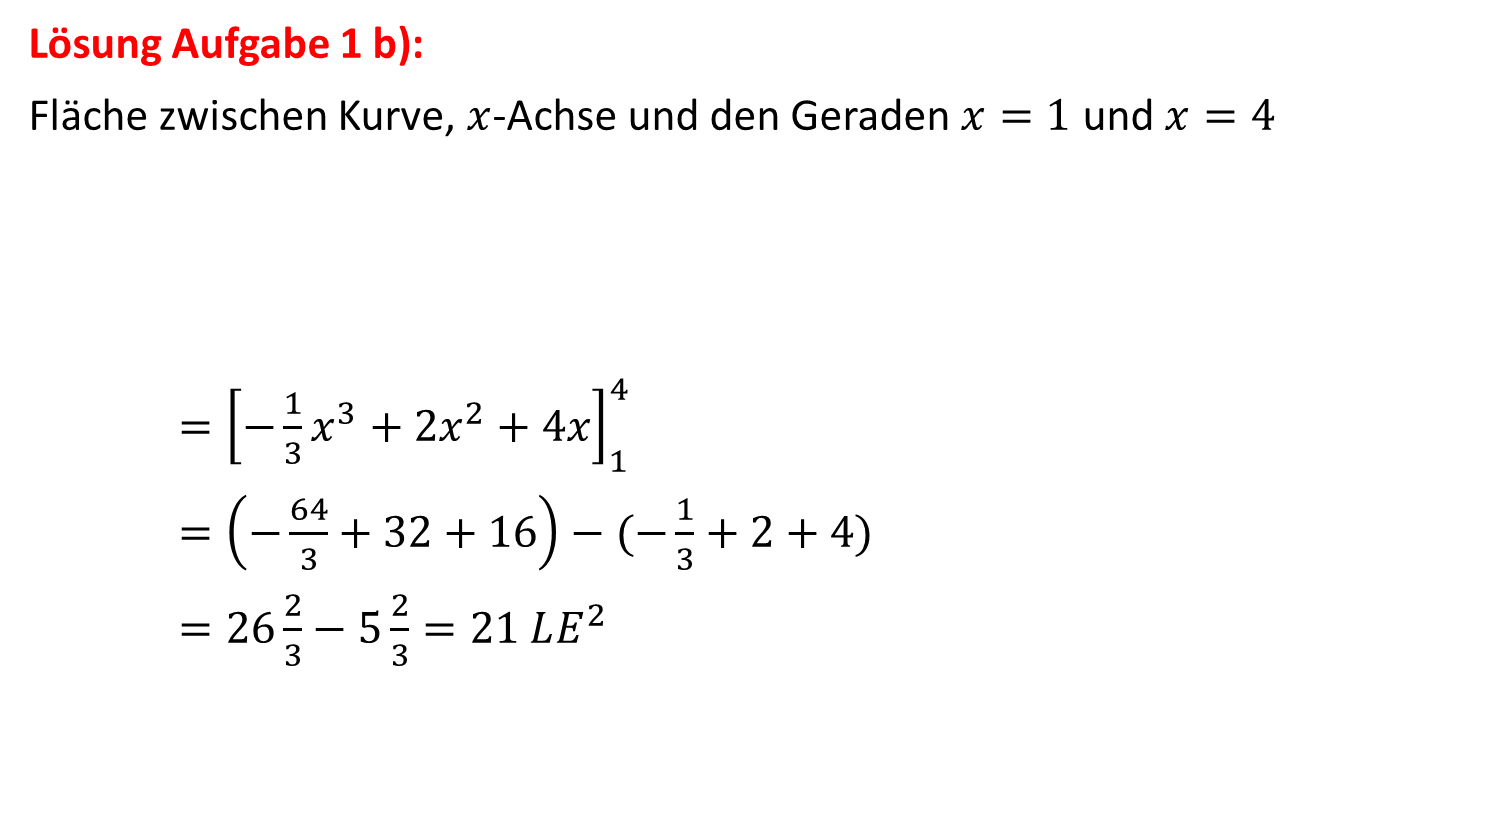 Lösung Aufgabe 1 b):
Fläche zwischen Kurve, x-Achse und den Geraden x = 1 und x = 4
= [−1/3 x³ + 2x² + 4x]₁⁴
= (−64/3 + 32 + 16) − (−1/3 + 2 + 4)
= 26 2/3 − 5 2/3 = 21 LE²